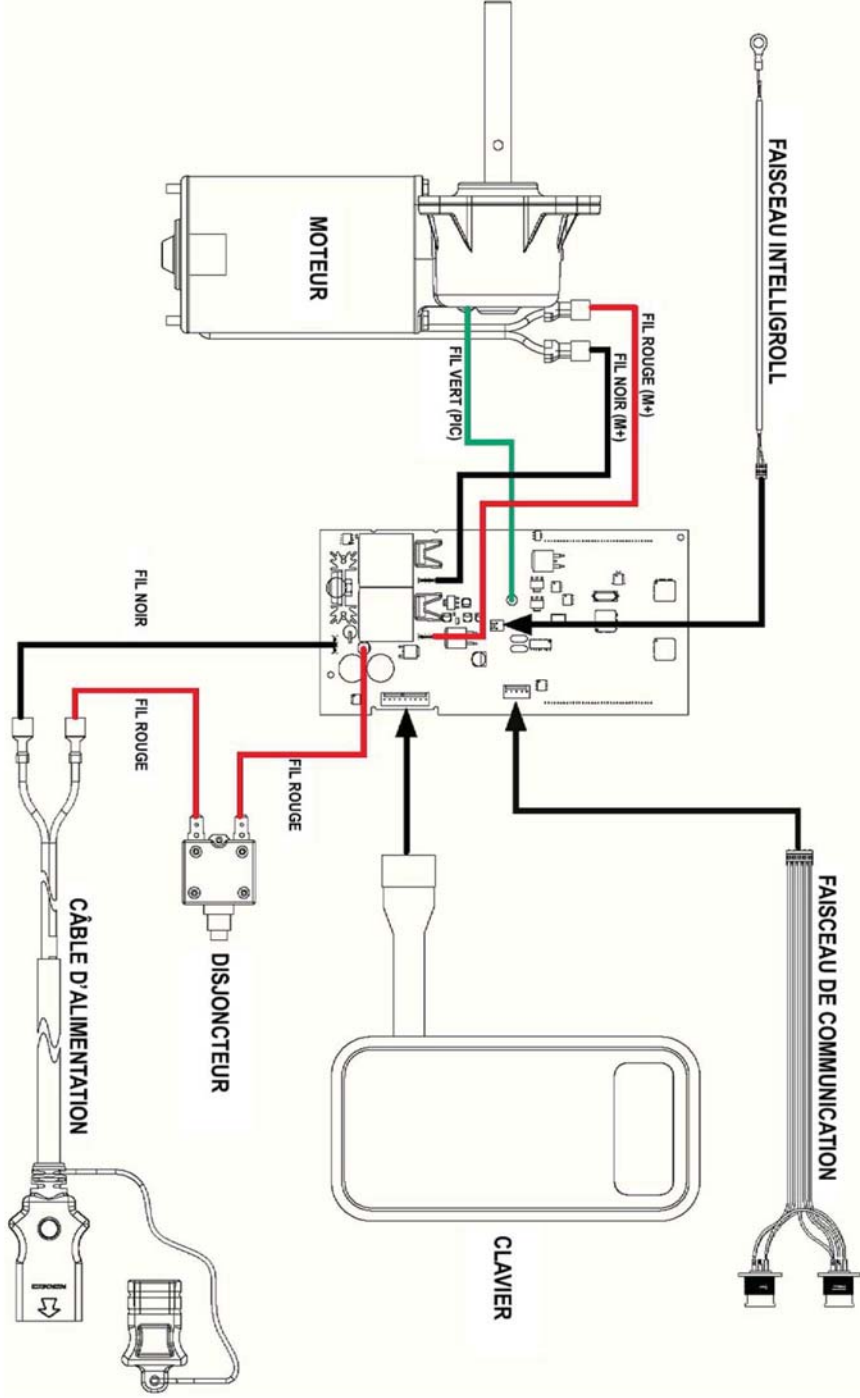 FAISCEAU INTELLIGROLL
MOTEUR
FIL ROUGE (M+)
FIL NOIR (M+)
FIL VERT (PIC)
FIL NOIR
FIL ROUGE
FIL ROUGE
FAISCEAU DE COMMUNICATION
DISJONCTEUR
CÂBLE D'ALIMENTATION
CLAVIER